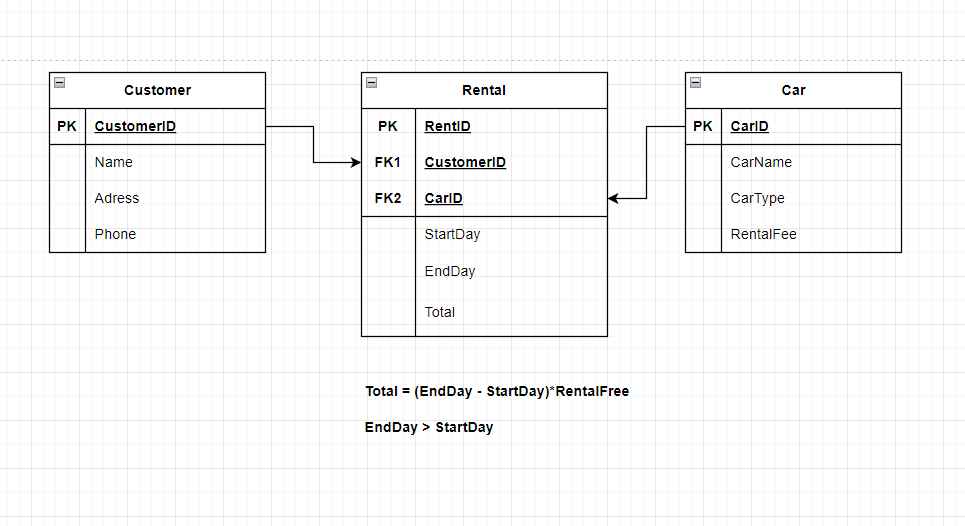 Customer
PK CustomerID
Name
Adress
Phone
Rental
PK RentID
FK1 CustomerID
FK2 CarID
StartDay
EndDay
Total
Car
PK CarID
CarName
CarType
RentalFee
Total = (EndDay - StartDay)*RentalFree
EndDay > StartDay